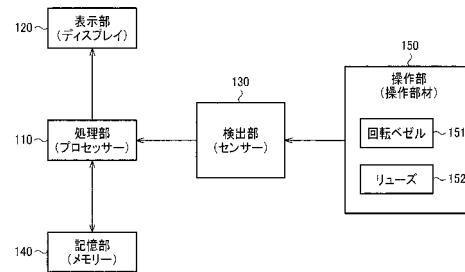 120
表示部
(ディスプレイ)
110
処理部
(プロセッサー)
140
記憶部
(メモリー)
130
検出部
(センサー)
150
操作部
(操作部材)
回転ベゼル
151
リューズ
152